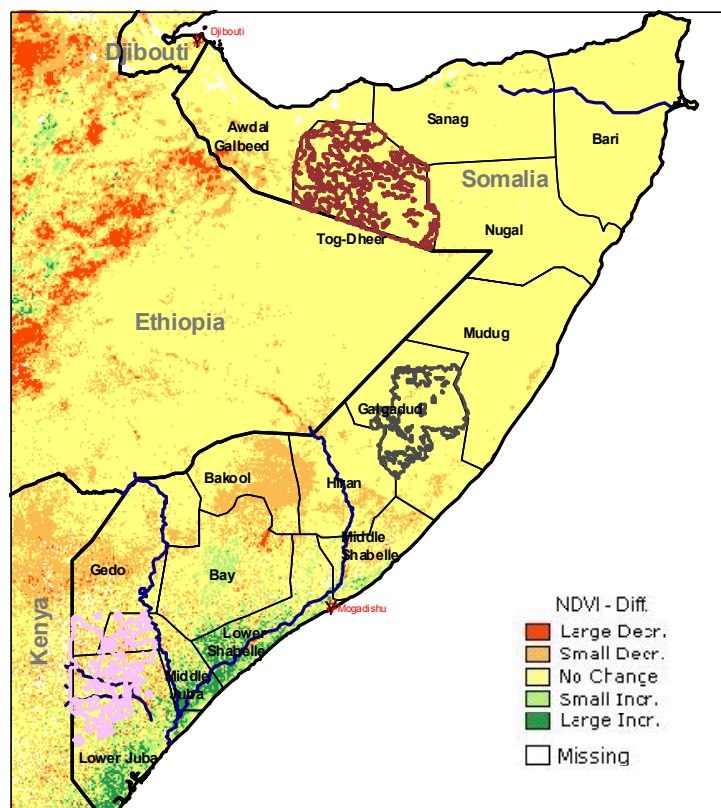 Djibouti
Djibouti
Awdal
Galbeed
Sanag
Bari
Somalia
Tog-Dheer
Nugal
Ethiopia
Mudug
Galgadud
Bakool
Hiran
Middle
Shabelle
Gedo
Bay
Kenya
Mogadishu
Lower
Shabelle
Middle
Juba
Lower Juba
NDVI - Diff.
Large Decr.
Small Decr.
No Change
Small Incr.
Large Incr.
Missing